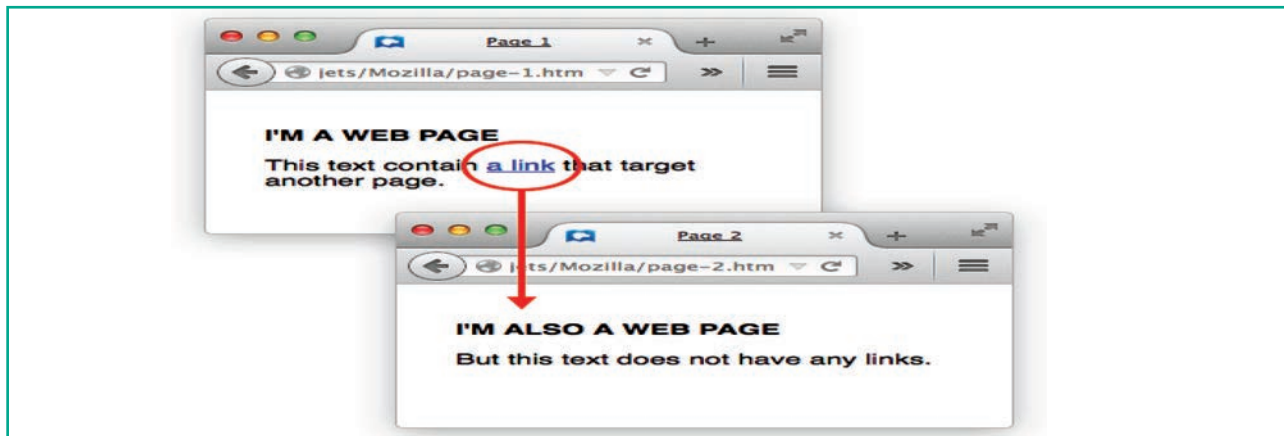 Page 1
jets/Mozilla/page-1.htm
I'M A WEB PAGE
This text contain a link that target
another page.
Page 2
jets/Mozilla/page-2.htm
I'M ALSO A WEB PAGE
But this text does not have any links.